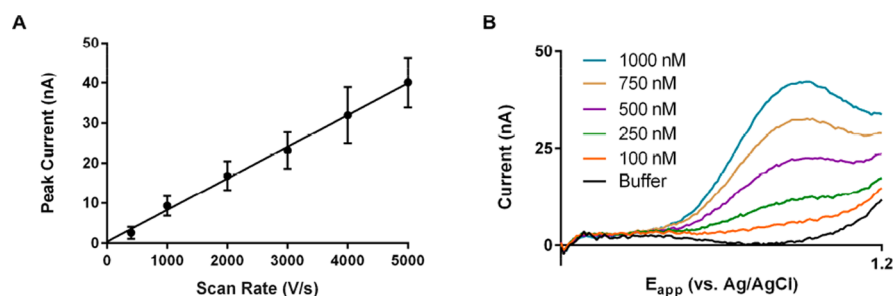 A
Peak Current (nA)
50
40
30
20
10
0
0 1000 2000 3000 4000 5000
Scan Rate (V/s)
B
Current (nA)
50
25
0
1000 nM
750 nM
500 nM
250 nM
100 nM
Buffer
1.2
Eapp (vs. Ag/AgCl)